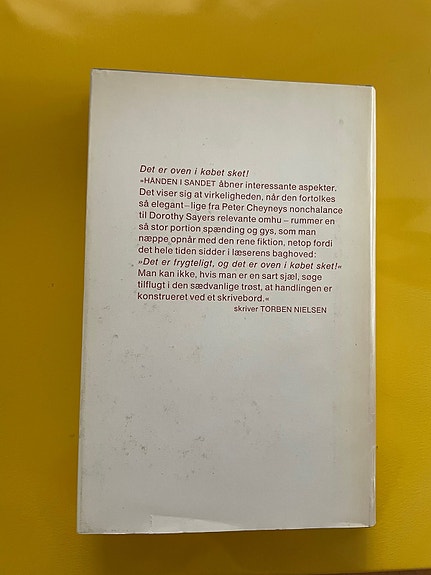 Det er oven i købet sket!
»HÅNDEN I SANDET åbner interessante aspekter.
Det viser sig at virkeligheden, når den fortolkes
så elegant–lige fra Peter Cheyneys nonchalance
til Dorothy Sayers relevante omhu – rummer en
så stor portion spænding og gys, som man
næppe opnår med den rene fiktion, netop fordi
det hele tiden sidder i læserens baghoved:
»Det er frygteligt, og det er oven i købet sket!«
Man kan ikke, hvis man er en sart sjæl, søge
tilflugt i den sædvanlige trøst, at handlingen er
konstrueret ved et skrivebord.«
skriver TORBEN NIELSEN